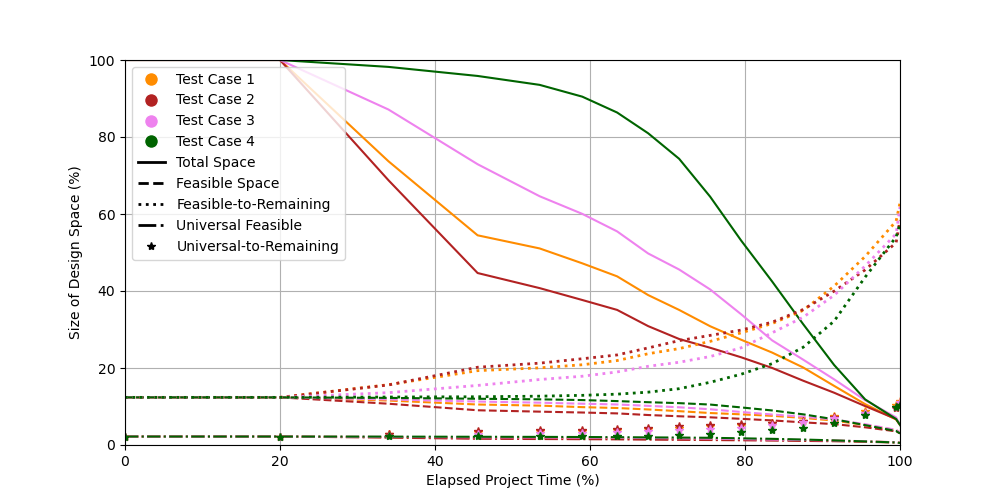 100
80
60
40
20
0
Size of Design Space (%)
Test Case 1
Test Case 2
Test Case 3
Test Case 4
Total Space
Feasible Space
Feasible-to-Remaining
Universal Feasible
Universal-to-Remaining
0 20 40 60 80 100
Elapsed Project Time (%)